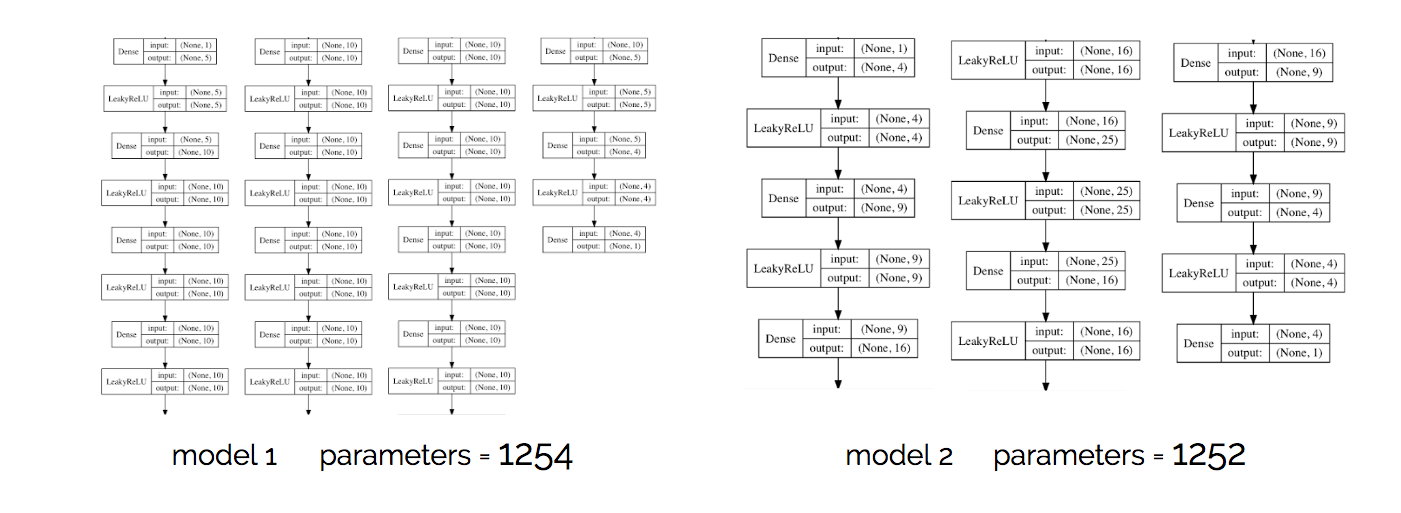 Dense input: (None, 1)
output: (None, 5)
LeakyReLU input: (None, 5)
output: (None, 5)
Dense input: (None, 5)
output: (None, 10)
LeakyReLU input: (None, 10)
output: (None, 10)
Dense input: (None, 10)
output: (None, 10)
LeakyReLU input: (None, 10)
output: (None, 10)
Dense input: (None, 10)
output: (None, 10)
LeakyReLU input: (None, 10)
output: (None, 10)
Dense input: (None, 10)
output: (None, 10)
LeakyReLU input: (None, 10)
output: (None, 10)
Dense input: (None, 10)
output: (None, 10)
LeakyReLU input: (None, 10)
output: (None, 10)
Dense input: (None, 10)
output: (None, 10)
LeakyReLU input: (None, 10)
output: (None, 10)
Dense input: (None, 10)
output: (None, 10)
LeakyReLU input: (None, 10)
output: (None, 10)
Dense input: (None, 10)
output: (None, 10)
LeakyReLU input: (None, 10)
output: (None, 10)
Dense input: (None, 10)
output: (None, 10)
LeakyReLU input: (None, 10)
output: (None, 10)
Dense input: (None, 10)
output: (None, 10)
LeakyReLU input: (None, 10)
output: (None, 10)
Dense input: (None, 10)
output: (None, 10)
LeakyReLU input: (None, 10)
output: (None, 10)
Dense input: (None, 10)
output: (None, 5)
LeakyReLU input: (None, 5)
output: (None, 5)
Dense input: (None, 5)
output: (None, 4)
LeakyReLU input: (None, 4)
output: (None, 4)
Dense input: (None, 4)
output: (None, 1)
model 1 parameters = 1254
Dense input: (None, 1)
output: (None, 4)
LeakyReLU input: (None, 4)
output: (None, 4)
Dense input: (None, 4)
output: (None, 9)
LeakyReLU input: (None, 9)
output: (None, 9)
Dense input: (None, 9)
output: (None, 16)
LeakyReLU input: (None, 16)
output: (None, 16)
Dense input: (None, 16)
output: (None, 25)
LeakyReLU input: (None, 25)
output: (None, 25)
Dense input: (None, 25)
output: (None, 16)
LeakyReLU input: (None, 16)
output: (None, 16)
Dense input: (None, 16)
output: (None, 9)
LeakyReLU input: (None, 9)
output: (None, 9)
Dense input: (None, 9)
output: (None, 4)
LeakyReLU input: (None, 4)
output: (None, 4)
Dense input: (None, 4)
output: (None, 1)
model 2 parameters = 1252